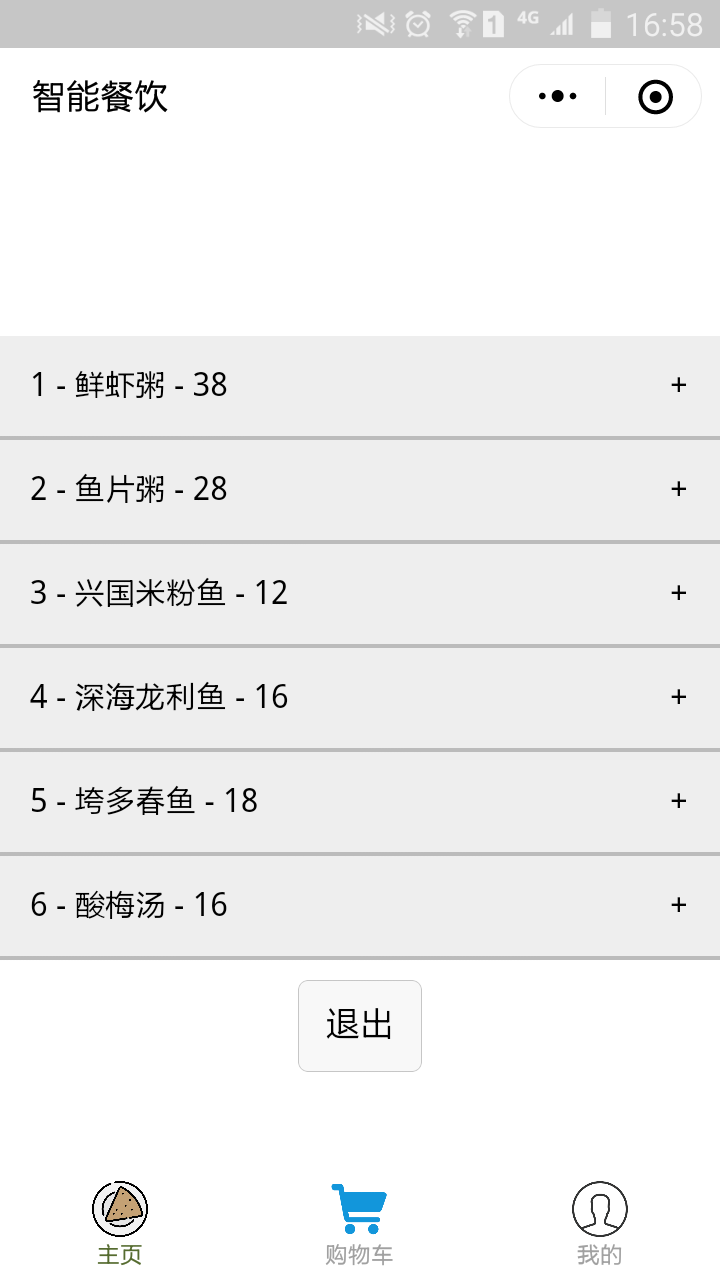 4G 16:58
智能餐饮
1 - 鲜虾粥 - 38 +
2 - 鱼片粥 - 28 +
3 - 兴国米粉鱼 - 12 +
4 - 深海龙利鱼 - 16 +
5 - 垮多春鱼 - 18 +
6 - 酸梅汤 - 16 +
退出
主页 购物车 我的